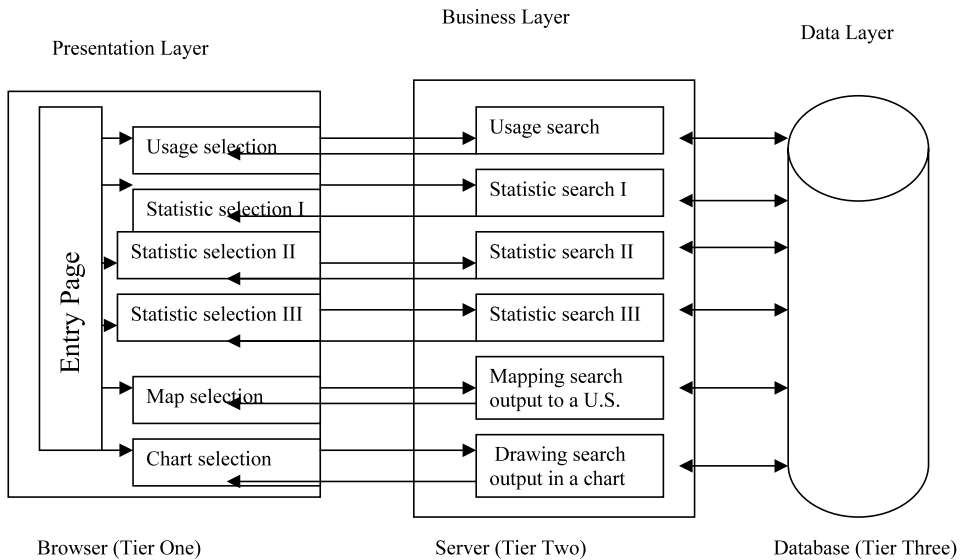 Business Layer
Presentation Layer
Data Layer
Entry Page
Usage selection
Statistic selection I
Statistic selection II
Statistic selection III
Map selection
Chart selection
Usage search
Statistic search I
Statistic search II
Statistic search III
Mapping search
output to a U.S.
Drawing search
output in a chart
Browser (Tier One)
Server (Tier Two)
Database (Tier Three)